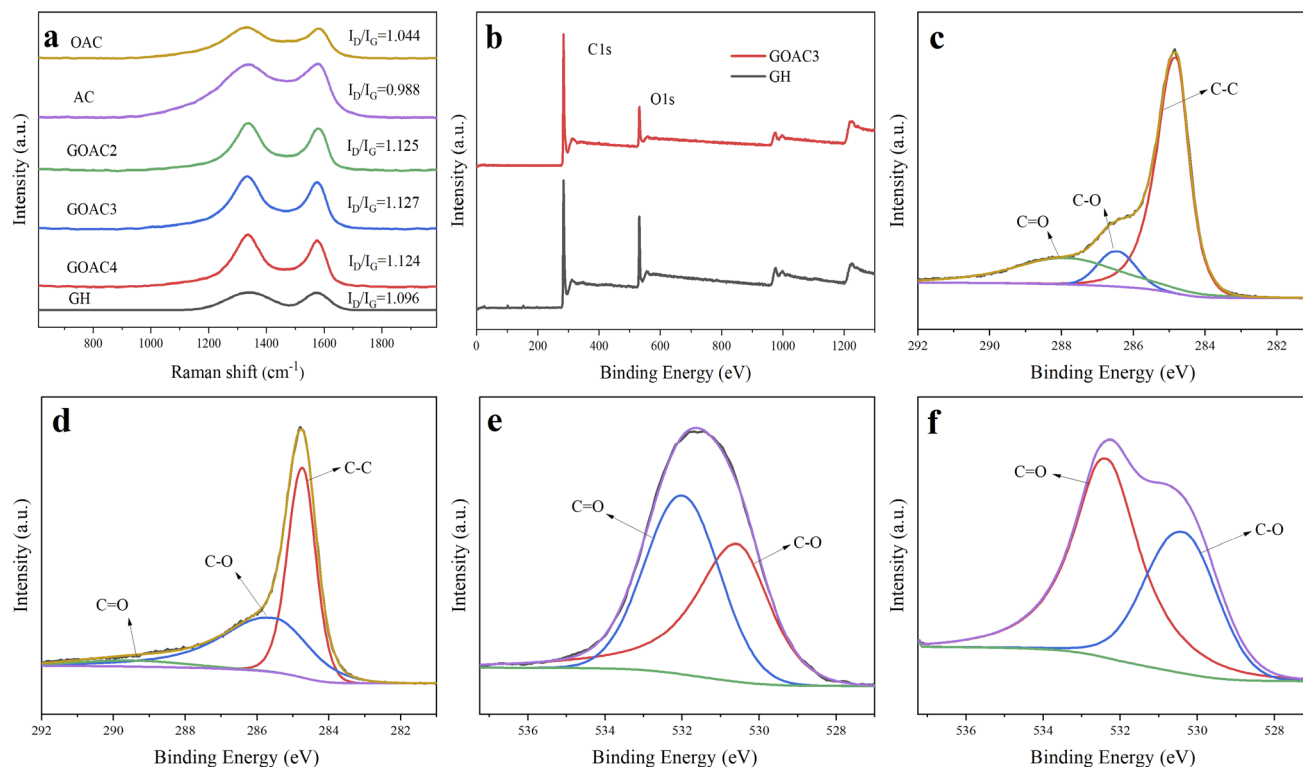 a
OAC
I_D/I_G=1.044
AC
I_D/I_G=0.988
GOAC2
I_D/I_G=1.125
GOAC3
I_D/I_G=1.127
GOAC4
I_D/I_G=1.124
GH
I_D/I_G=1.096
Intensity (a.u.)
800 1000 1200 1400 1600 1800
Raman shift (cm⁻¹)
b
C1s
O1s
GOAC3
GH
Intensity (a.u.)
0 200 400 600 800 1000 1200
Binding Energy (eV)
c
C-C
C-O
C=O
Intensity (a.u.)
292 290 288 286 284 282
Binding Energy (eV)
d
C-C
C-O
C=O
Intensity (a.u.)
292 290 288 286 284 282
Binding Energy (eV)
e
C=O
C-O
Intensity (a.u.)
536 534 532 530 528
Binding Energy (eV)
f
C=O
C-O
Intensity (a.u.)
536 534 532 530 528
Binding Energy (eV)